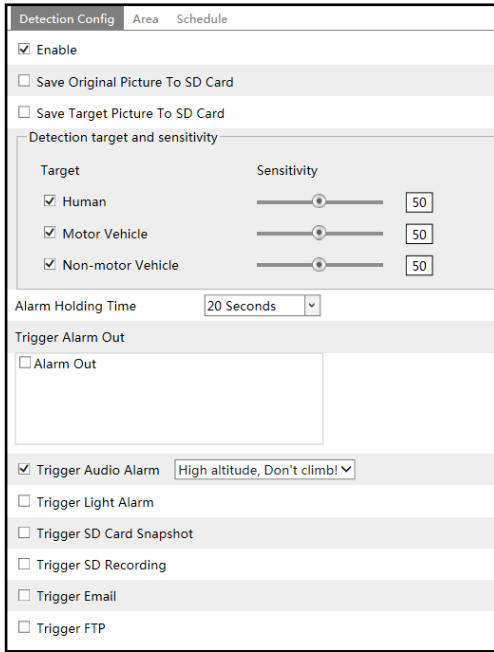 Detection Config Area Schedule
Enable
Save Original Picture To SD Card
Save Target Picture To SD Card
Detection target and sensitivity
Target Sensitivity
Human 50
Motor Vehicle 50
Non-motor Vehicle 50
Alarm Holding Time 20 Seconds
Trigger Alarm Out
Alarm Out
Trigger Audio Alarm High altitude, Don't climb!
Trigger Light Alarm
Trigger SD Card Snapshot
Trigger SD Recording
Trigger Email
Trigger FTP